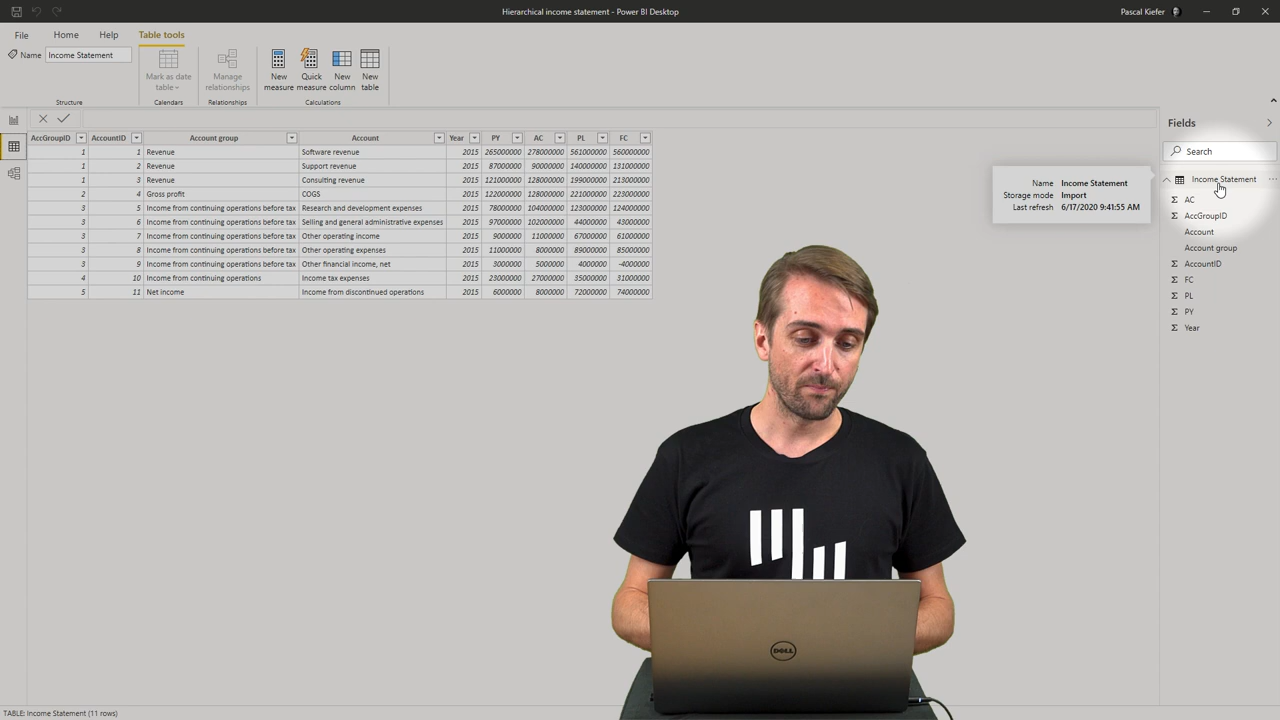 Hierarchical income statement - Power BI Desktop
Pascal Kiefer
File Home Help Table tools
Name Income Statement
Mark as date table
Manage relationships
New measure
Quick measure
New column
New table
Structure Calendars Relationships Calculations
AccGroupID AccountID Account group Account Year PY AC PL FC
1 1 Revenue Software revenue 2015 265000000 278000000 561000000 560000000
1 2 Revenue Support revenue 2015 87000000 90000000 140000000 131000000
1 3 Revenue Consulting revenue 2015 121000000 128000000 199000000 213000000
2 4 Gross profit COGS 2015 122000000 128000000 221000000 223000000
3 5 Income from continuing operations before tax Research and development expenses 2015 78000000 104000000 123000000 124000000
3 6 Income from continuing operations before tax Selling and general administrative expenses 2015 97000000 102000000 44000000 43000000
3 7 Income from continuing operations before tax Other operating income 2015 9000000 11000000 67000000 61000000
3 8 Income from continuing operations before tax Other operating expenses 2015 11000000 8000000 89000000 85000000
3 9 Income from continuing operations before tax Other financial income, net 2015 3000000 5000000 4000000 -4000000
4 10 Income from continuing operations Income tax expenses 2015 23000000 27000000 35000000 31000000
5 11 Net income Income from discontinued operations 2015 6000000 8000000 72000000 74000000
Name Income Statement
Storage mode Import
Last refresh 6/17/2020 9:41:55 AM
Fields
Search
Income Statement
AC
AccGroupID
Account
Account group
AccountID
FC
PL
PY
Year
DELL
TABLE: Income Statement (11 rows)